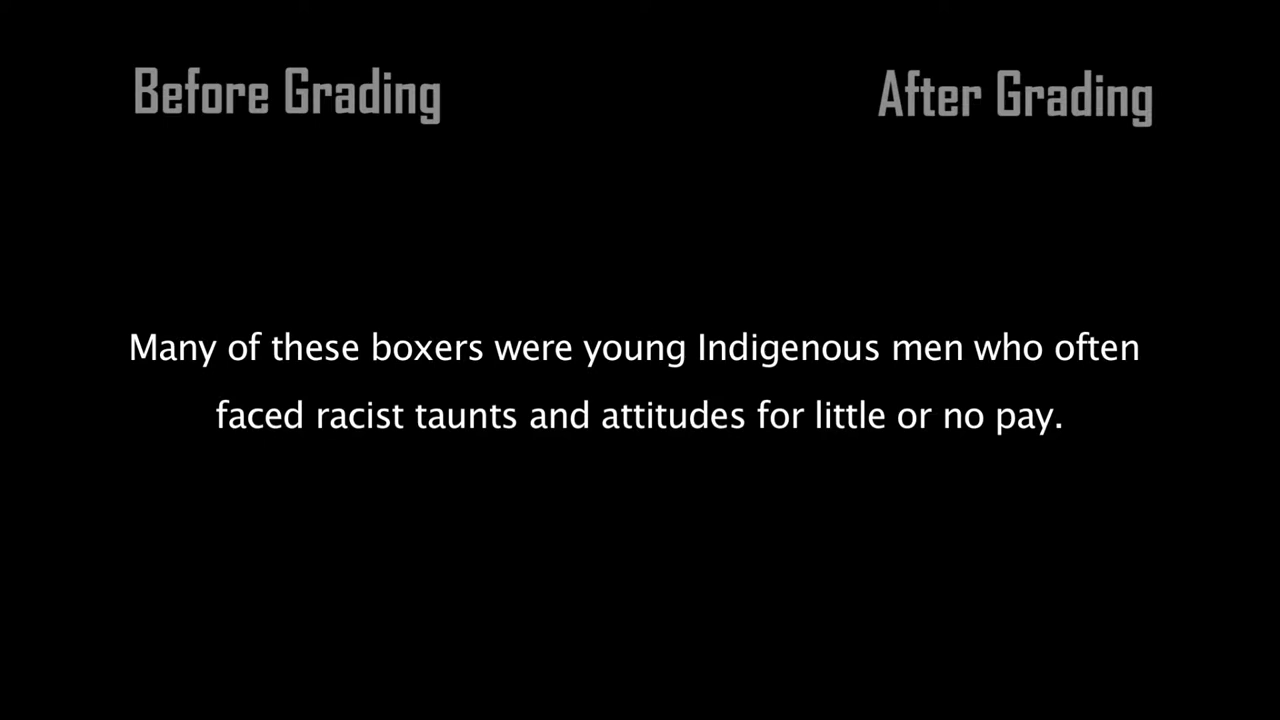 Before Grading
After Grading
Many of these boxers were young Indigenous men who often
faced racist taunts and attitudes for little or no pay.